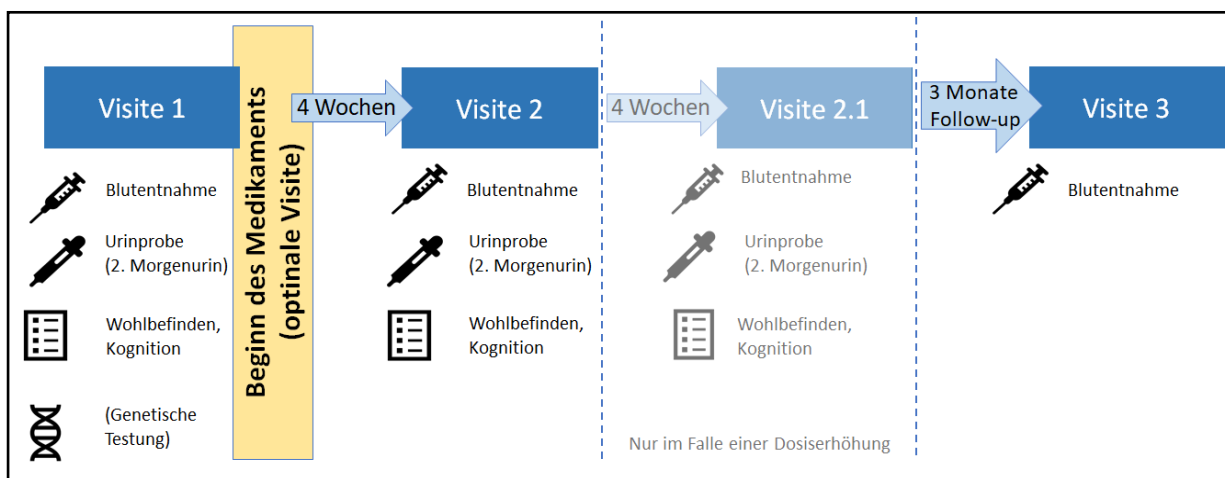 Visite 1
Beginn des Medikaments
(optinale Visite)
4 Wochen
Visite 2
4 Wochen
Visite 2.1
3 Monate
Follow-up
Visite 3
Blutentnahme
Urinprobe
(2. Morgenurin)
Wohlbefinden,
Kognition
(Genetische
Testung)
Blutentnahme
Urinprobe
(2. Morgenurin)
Wohlbefinden,
Kognition
Blutentnahme
Urinprobe
(2. Morgenurin)
Wohlbefinden,
Kognition
Nur im Falle einer Dosiserhöhung
Blutentnahme